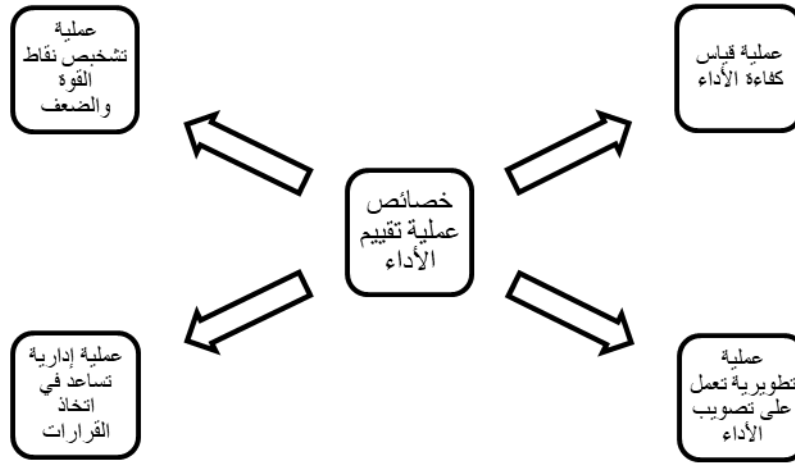 عملية قياس
كفاءة الأداء
عملية
تشخيص نقاط
القوة
والضعف
خصائص
عملية تقييم
الأداء
عملية
تطويرية تعمل
على تصويب
الأداء
عملية إدارية
تساعد في
اتخاذ
القرارات